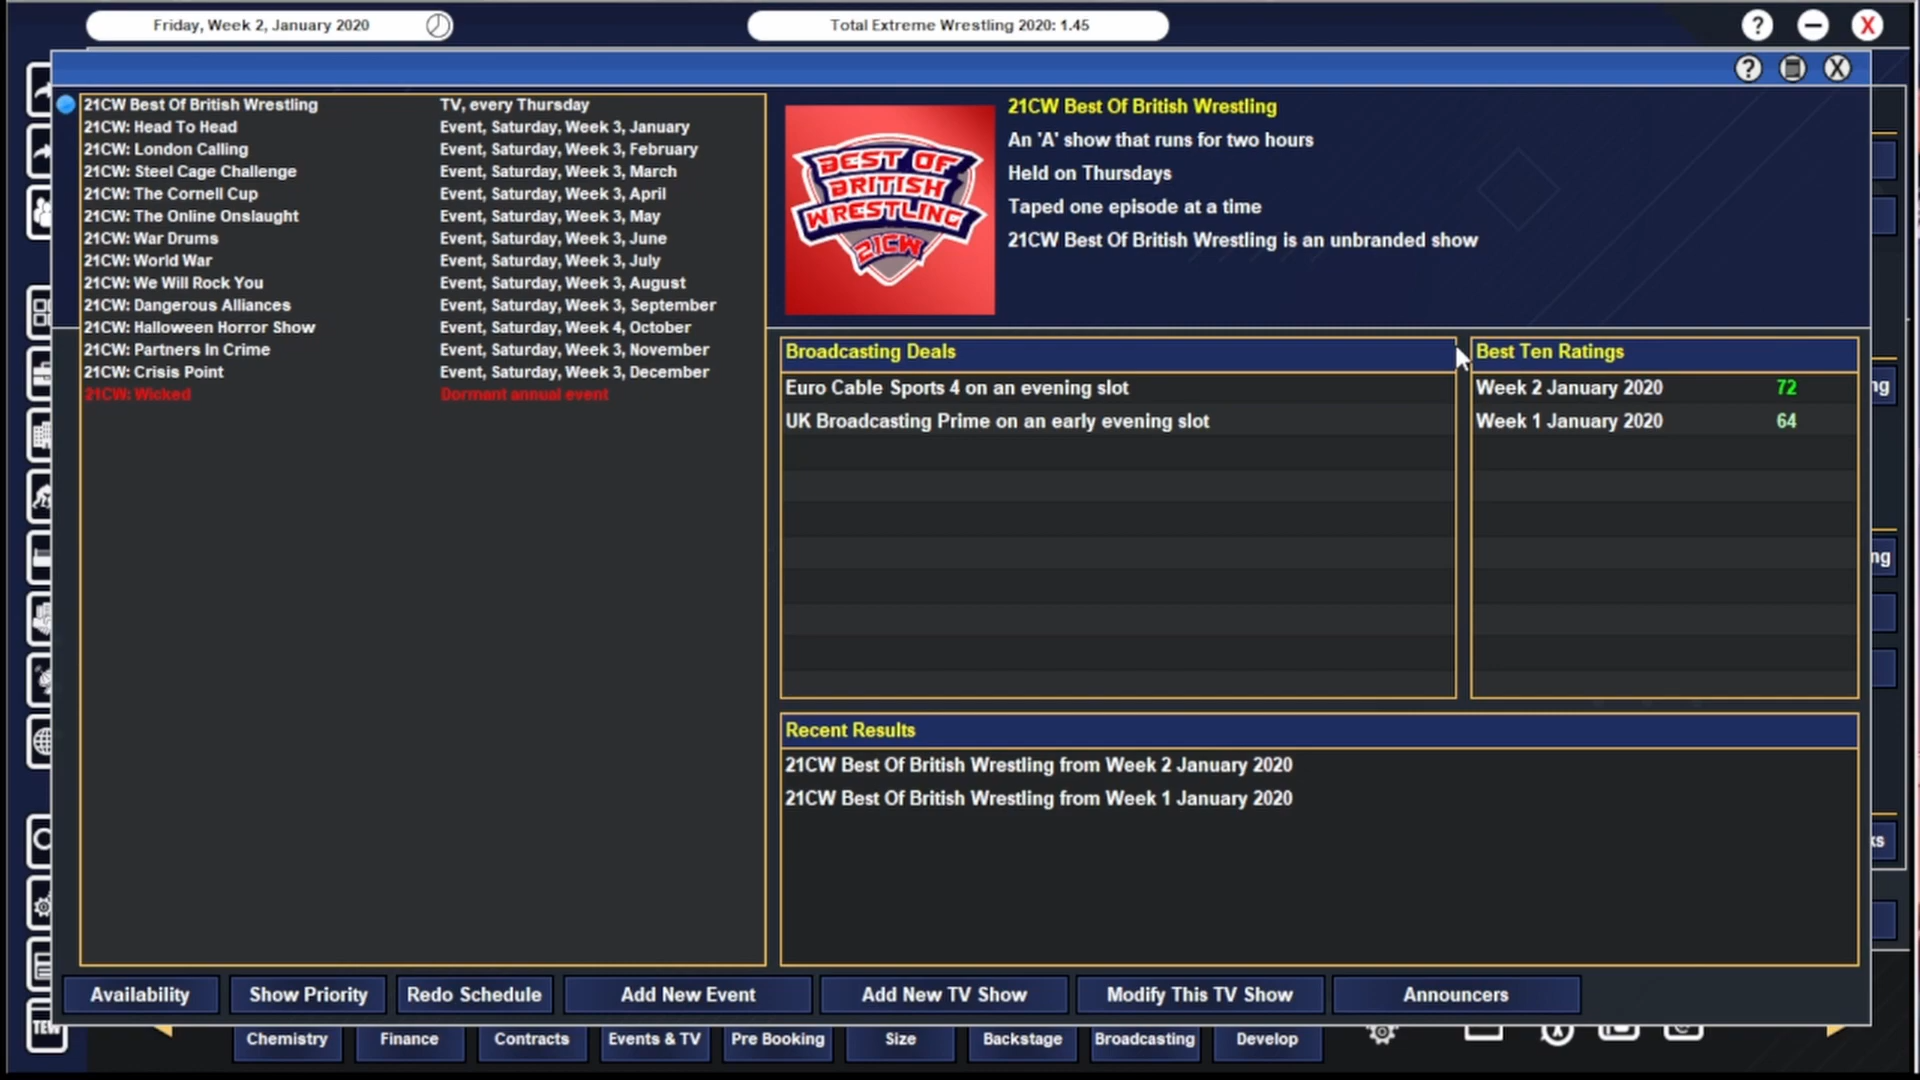 Friday, Week 2, January 2020
Total Extreme Wrestling 2020: 1.45
? X
? X
21CW Best Of British Wrestling TV, every Thursday
21CW: Head To Head Event, Saturday, Week 3, January
21CW: London Calling Event, Saturday, Week 3, February
21CW: Steel Cage Challenge Event, Saturday, Week 3, March
21CW: The Cornell Cup Event, Saturday, Week 3, April
21CW: The Online Onslaught Event, Saturday, Week 3, May
21CW: War Drums Event, Saturday, Week 3, June
21CW: World War Event, Saturday, Week 3, July
21CW: We Will Rock You Event, Saturday, Week 3, August
21CW: Dangerous Alliances Event, Saturday, Week 3, September
21CW: Halloween Horror Show Event, Saturday, Week 4, October
21CW: Partners In Crime Event, Saturday, Week 3, November
21CW: Crisis Point Event, Saturday, Week 3, December
21CW: Wicked Dormant annual event
BEST OF
BRITISH
WRESTLING
21CW
21CW Best Of British Wrestling
An 'A' show that runs for two hours
Held on Thursdays
Taped one episode at a time
21CW Best Of British Wrestling is an unbranded show
Broadcasting Deals
Euro Cable Sports 4 on an evening slot
UK Broadcasting Prime on an early evening slot
Best Ten Ratings
Week 2 January 2020 72
Week 1 January 2020 64
Recent Results
21CW Best Of British Wrestling from Week 2 January 2020
21CW Best Of British Wrestling from Week 1 January 2020
ng
ng
ks
Availability Show Priority Redo Schedule Add New Event Add New TV Show Modify This TV Show Announcers
TEW
Chemistry Finance Contracts Events & TV Pre Booking Size Backstage Broadcasting Develop